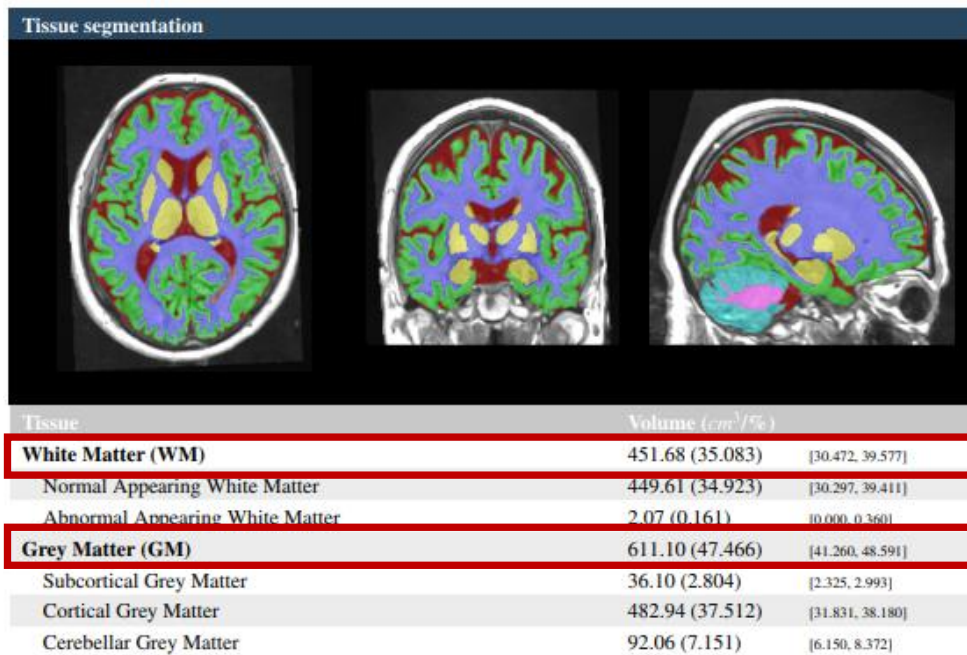 Tissue segmentation
Tissue Volume (cm³/%)
White Matter (WM) 451.68 (35.083) [30.472, 39.577]
Normal Appearing White Matter 449.61 (34.923) [30.297, 39.411]
Abnormal Appearing White Matter 2.07 (0.161) [0.000, 0.360]
Grey Matter (GM) 611.10 (47.466) [41.260, 48.591]
Subcortical Grey Matter 36.10 (2.804) [2.325, 2.993]
Cortical Grey Matter 482.94 (37.512) [31.831, 38.180]
Cerebellar Grey Matter 92.06 (7.151) [6.150, 8.372]